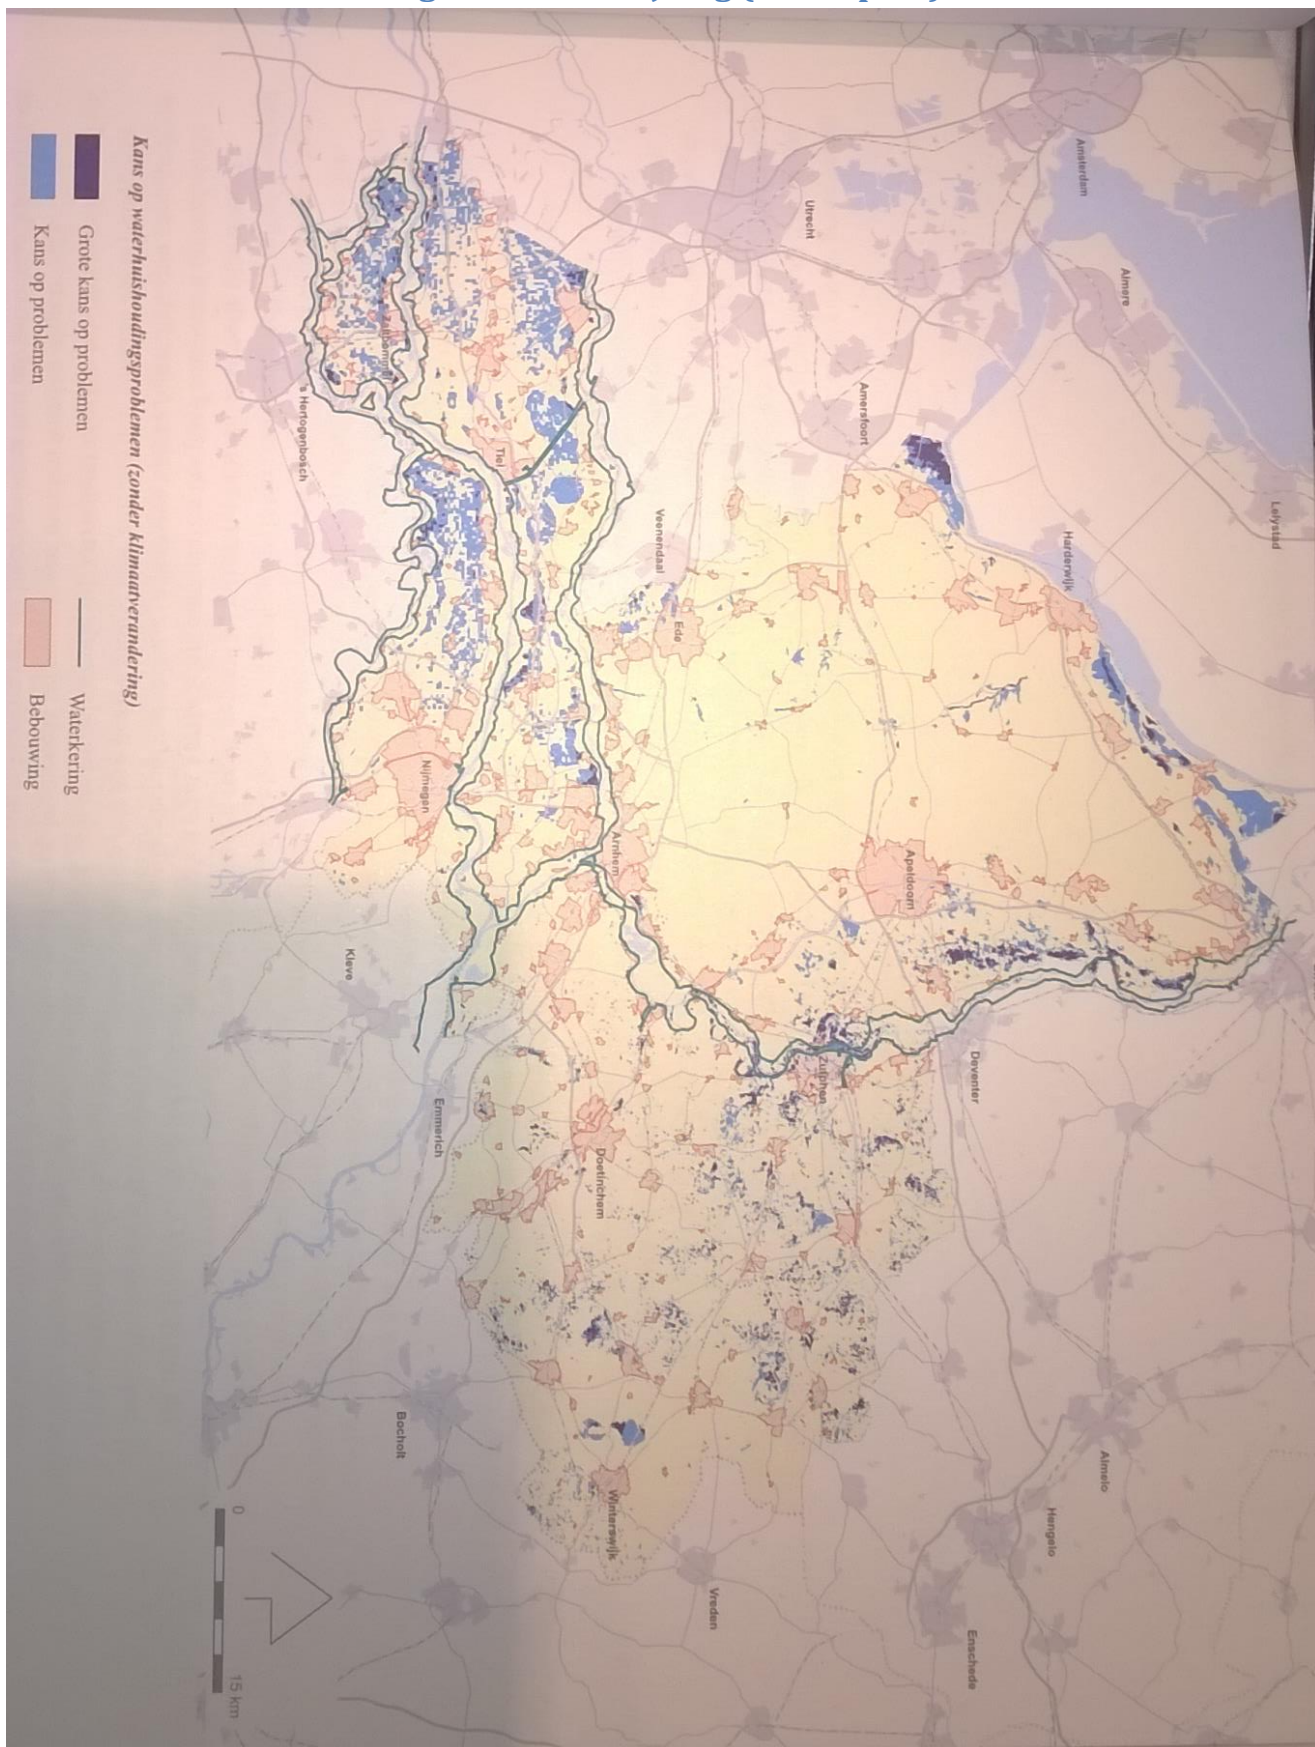 Amsterdam
Almere
Lelystad
Utrecht
Amersfoort
Harderwijk
Veenendaal
Ede
Apeldoorn
Deventer
Almelo
Hengelo
Enschede
Tiel
's Hertogenbosch
Nijmegen
Arnhem
Zutphen
Doetinchem
Winterswijk
Vreden
Kleve
Emmerich
Bocholt
0 15 km
Kans op waterhuishoudingsproblemen (zonder klimaatverandering)
Grote kans op problemen
Kans op problemen
Waterkering
Bebouwing